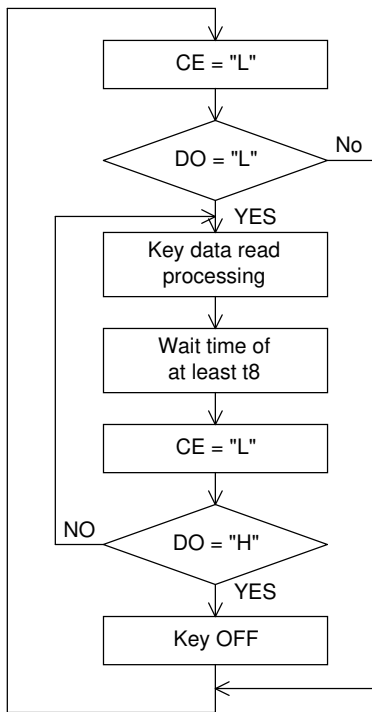 CE = "L"
DO = "L"
No
YES
Key data read
processing
Wait time of
at least t8
CE = "L"
DO = "H"
NO
YES
Key OFF